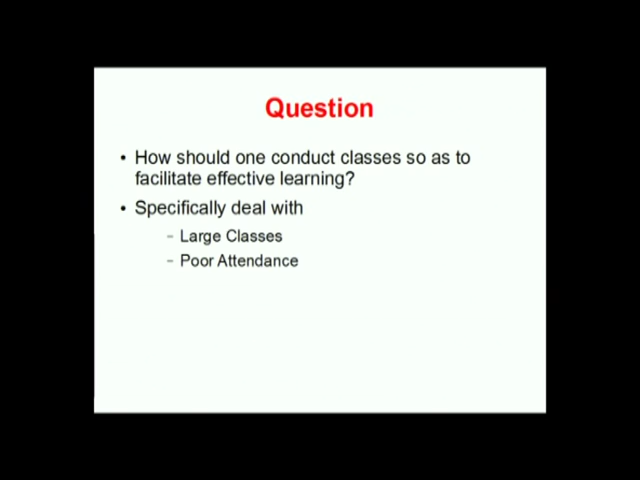 Question
• How should one conduct classes so as to
facilitate effective learning?
• Specifically deal with
– Large Classes
– Poor Attendance